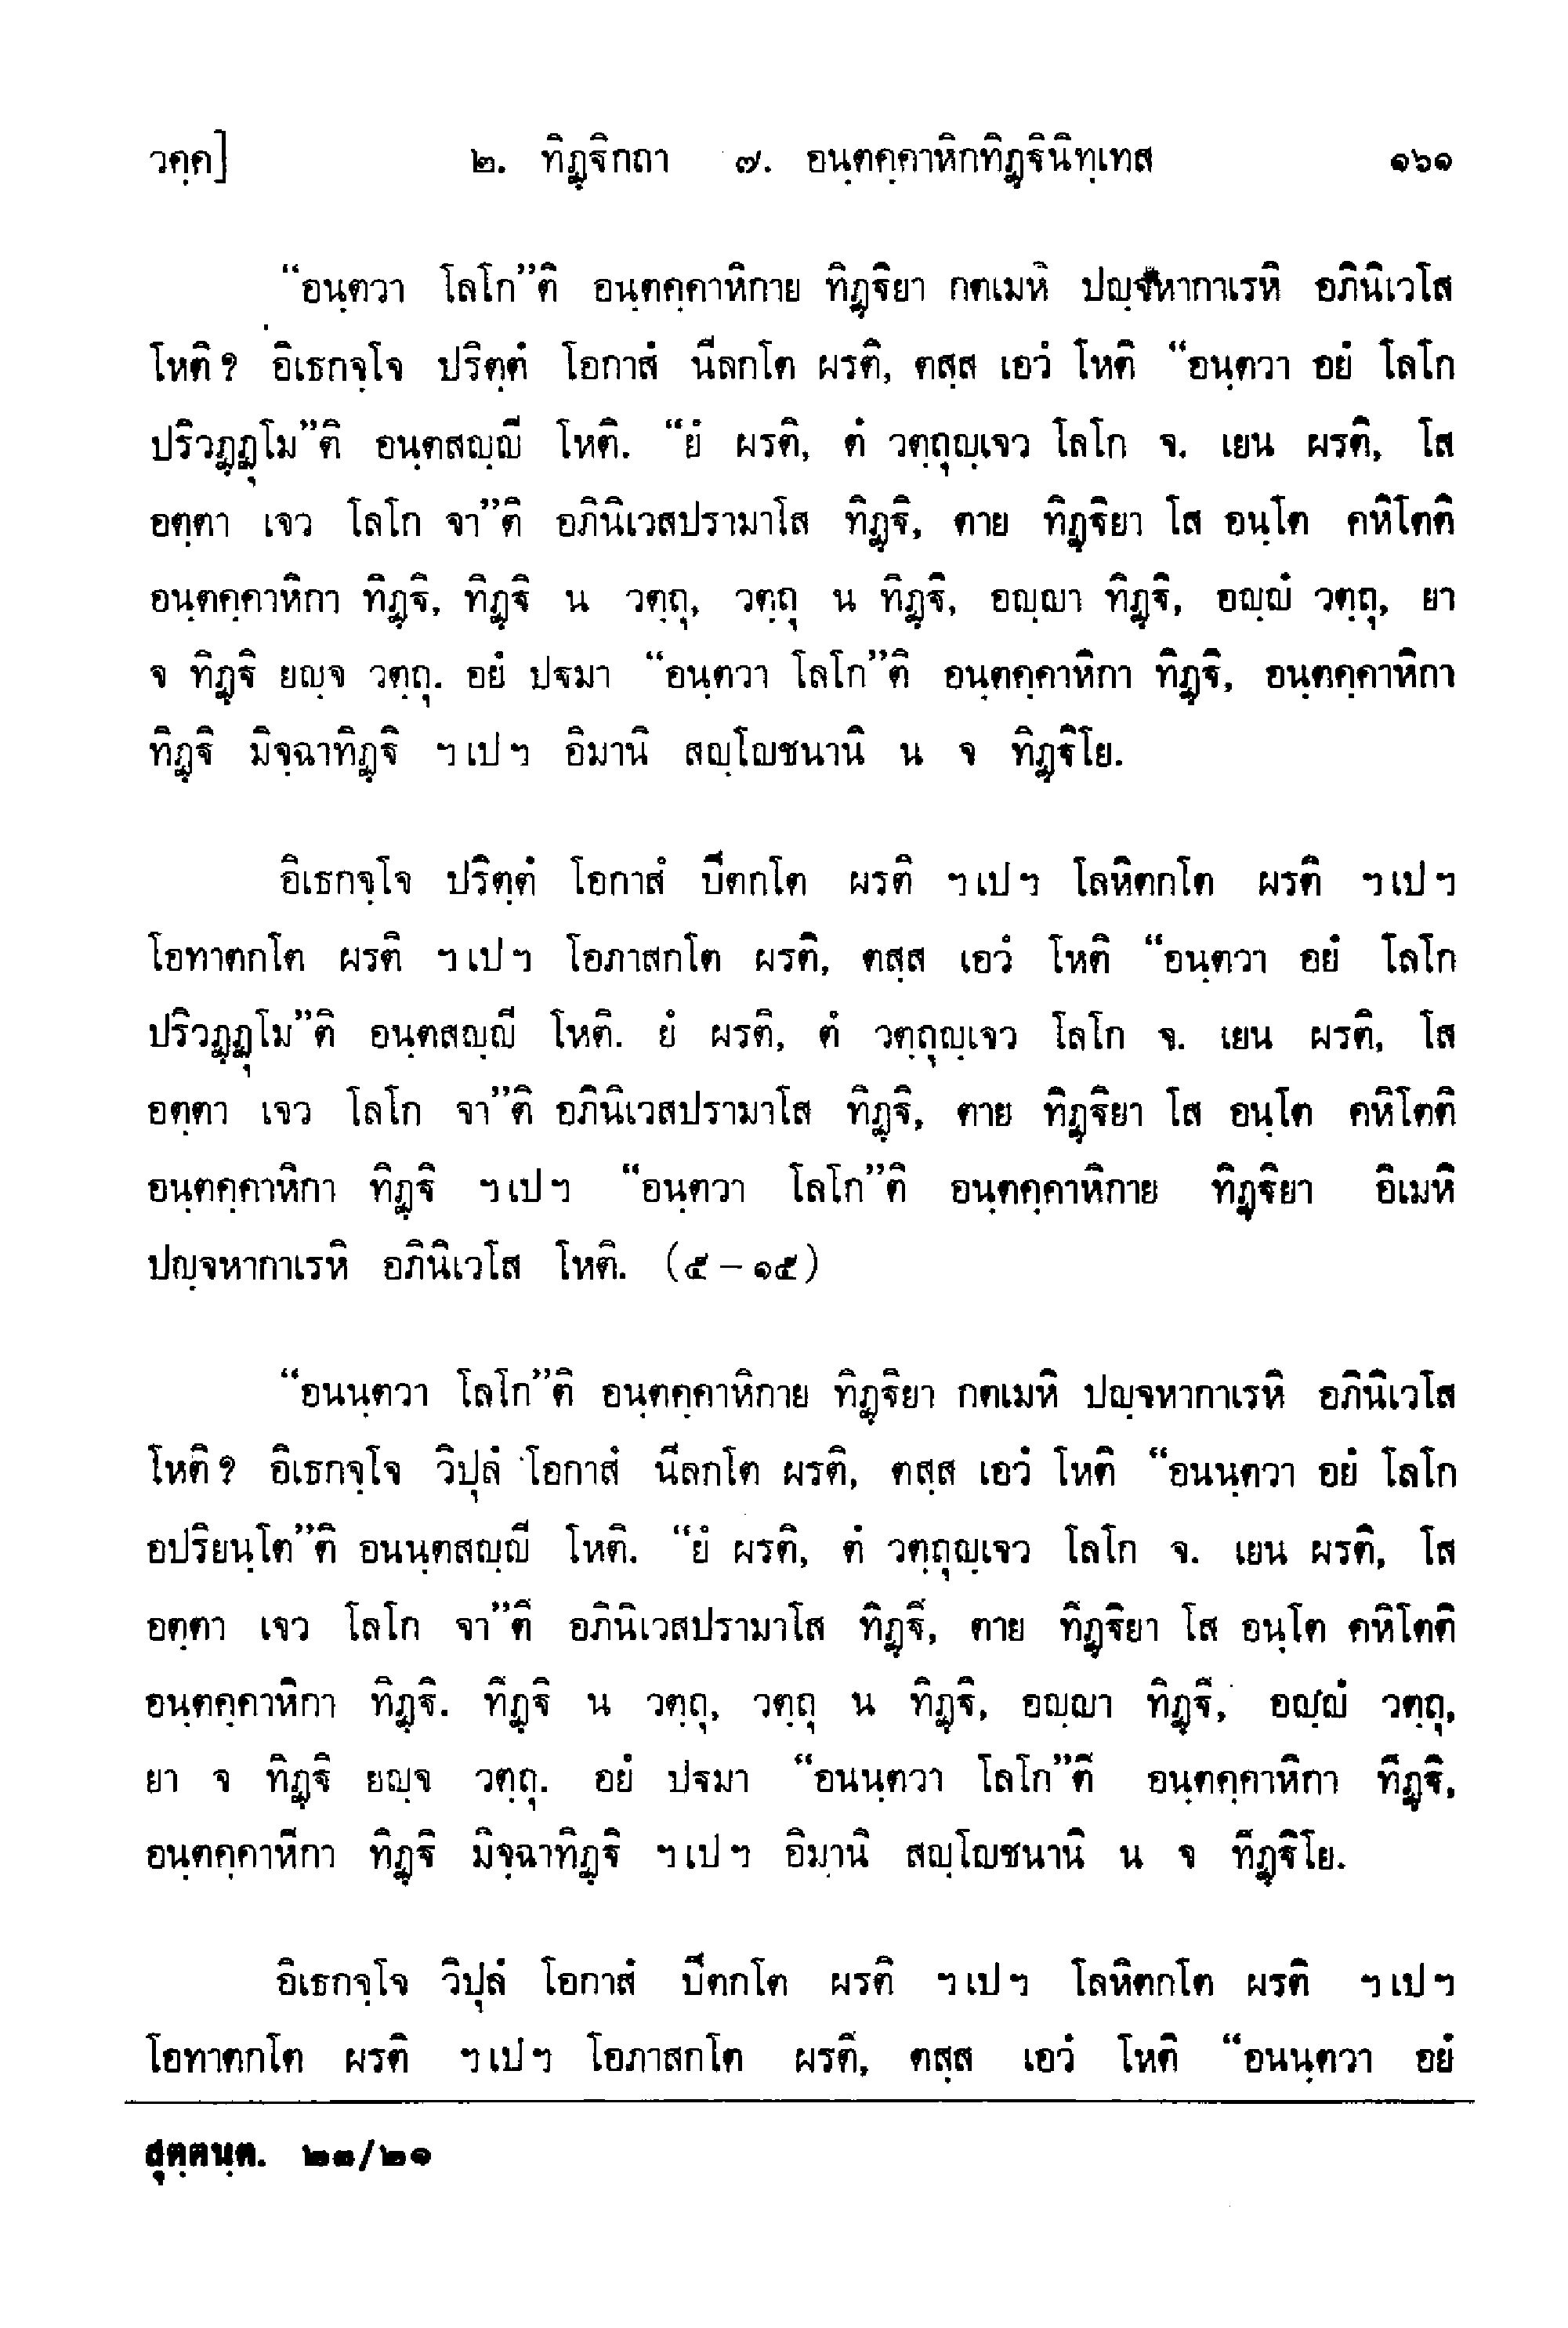 วคฺค]	๒. ทิฏฺฐิกถา ๗. อนฺตคฺคาหิกทิฏฺฐินิทฺเทส	๑๖๑
“อนฺตวา โลโก”ติ อนฺตคฺคาหิกาย ทิฏฺฐิยา กตเมหิ ปญฺจหากาเรหิ อภินิเวโส
โหติ? อิเธกจฺโจ ปริตฺตํ โอกาสํ นีลกโต ผรติ, ตสฺส เอวํ โหติ “อนฺตวา อยํ โลโก
ปริวฏฺฏุโม”ติ อนฺตสญฺญี โหติ. “ยํ ผรติ, ตํ วตฺถุญฺเจว โลโก จ. เยน ผรติ, โส
อตฺตา เจว โลโก จา”ติ อภินิเวสปรามาโส ทิฏฺฐิ, ตาย ทิฏฺฐิยา โส อนฺโต คหิโตติ
อนฺตคฺคาหิกา ทิฏฺฐิ, ทิฏฺฐิ น วตฺถุ, วตฺถุ น ทิฏฺฐิ, อญฺญา ทิฏฺฐิ, อญฺญํ วตฺถุ, ยา
จ ทิฏฺฐิ ยญฺจ วตฺถุ. อยํ ปฐมา “อนฺตวา โลโก”ติ อนฺตคฺคาหิกา ทิฏฺฐิ, อนฺตคฺคาหิกา
ทิฏฺฐิ มิจฺฉาทิฏฺฐิ ฯเปฯ อิมานิ สญฺโญชนานิ น จ ทิฏฺฐิโย.
อิเธกจฺโจ ปริตฺตํ โอกาสํ ปีตกโต ผรติ ฯเปฯ โลหิตกโต ผรติ ฯเปฯ
โอทาตกโต ผรติ ฯเปฯ โอภาสกโต ผรติ, ตสฺส เอวํ โหติ “อนฺตวา อยํ โลโก
ปริวฏฺฏุโม”ติ อนฺตสญฺญี โหติ. ยํ ผรติ, ตํ วตฺถุญฺเจว โลโก จ. เยน ผรติ, โส
อตฺตา เจว โลโก จา”ติ อภินิเวสปรามาโส ทิฏฺฐิ, ตาย ทิฏฺฐิยา โส อนฺโต คหิโตติ
อนฺตคฺคาหิกา ทิฏฺฐิ ฯเปฯ “อนฺตวา โลโก”ติ อนฺตคฺคาหิกาย ทิฏฺฐิยา อิเมหิ
ปญฺจหากาเรหิ อภินิเวโส โหติ. (๕-๑๕)
“อนนฺตวา โลโก”ติ อนฺตคฺคาหิกาย ทิฏฺฐิยา กตเมหิ ปญฺจหากาเรหิ อภินิเวโส
โหติ? อิเธกจฺโจ วิปุลํ โอกาสํ นีลกโต ผรติ, ตสฺส เอวํ โหติ “อนนฺตวา อยํ โลโก
อปริยนฺโต”ติ อนนฺตสญฺญี โหติ. “ยํ ผรติ, ตํ วตฺถุญฺเจว โลโก จ. เยน ผรติ, โส
อตฺตา เจว โลโก จา”ติ อภินิเวสปรามาโส ทิฏฺฐิ, ตาย ทิฏฺฐิยา โส อนฺโต คหิโตติ
อนฺตคฺคาหิกา ทิฏฺฐิ. ทิฏฺฐิ น วตฺถุ, วตฺถุ น ทิฏฺฐิ, อญฺญา ทิฏฺฐิ, อญฺญํ วตฺถุ,
ยา จ ทิฏฺฐิ ยญฺจ วตฺถุ. อยํ ปฐมา “อนนฺตวา โลโก”ติ อนฺตคฺคาหิกา ทิฏฺฐิ,
อนฺตคฺคาหิกา ทิฏฺฐิ มิจฺฉาทิฏฺฐิ ฯเปฯ อิมานิ สญฺโญชนานิ น จ ทิฏฺฐิโย.
อิเธกจฺโจ วิปุลํ โอกาสํ ปีตกโต ผรติ ฯเปฯ โลหิตกโต ผรติ ฯเปฯ
โอทาตกโต ผรติ ฯเปฯ โอภาสกโต ผรติ, ตสฺส เอวํ โหติ “อนนฺตวา อยํ
สุตฺตนฺต. ๒๓/๒๑